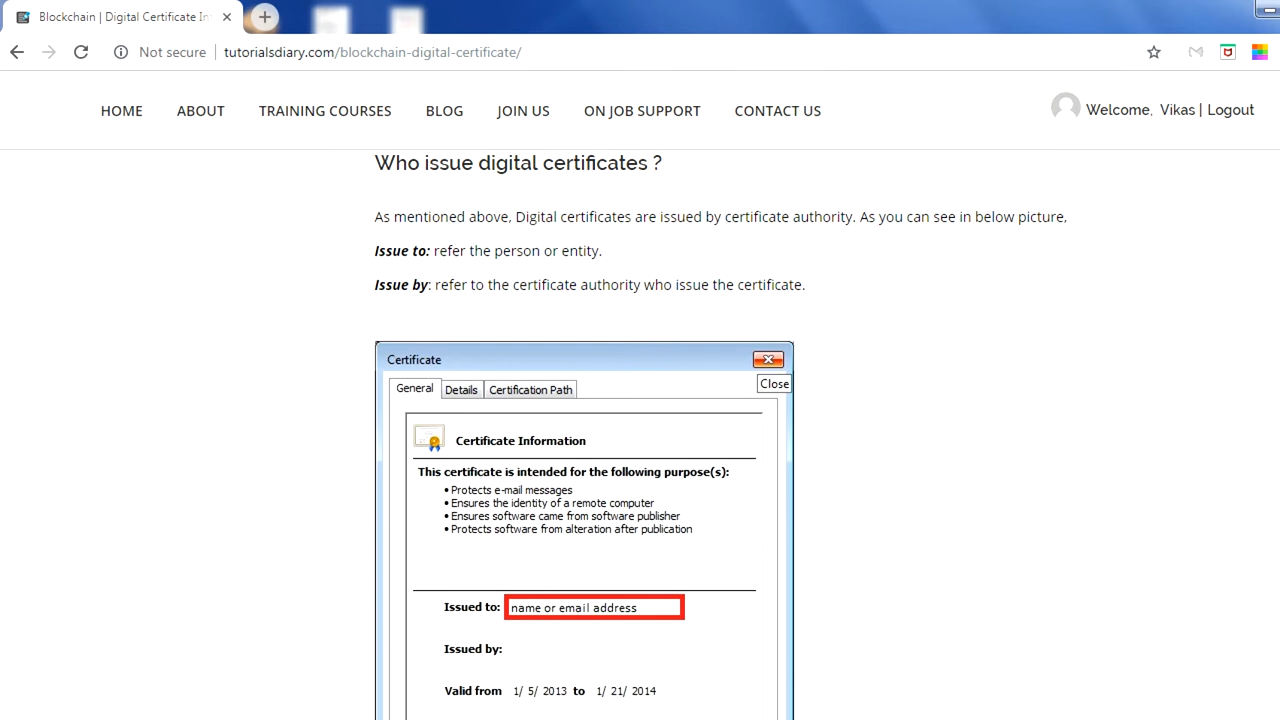 Blockchain | Digital Certificate In
Not secure | tutorialsdiary.com/blockchain-digital-certificate/
HOME ABOUT TRAINING COURSES BLOG JOIN US ON JOB SUPPORT CONTACT US Welcome, Vikas | Logout
Who issue digital certificates ?
As mentioned above, Digital certificates are issued by certificate authority. As you can see in below picture,
Issue to: refer the person or entity.
Issue by: refer to the certificate authority who issue the certificate.
Certificate
Close
General Details Certification Path
Certificate Information
This certificate is intended for the following purpose(s):
• Protects e-mail messages
• Ensures the identity of a remote computer
• Ensures software came from software publisher
• Protects software from alteration after publication
Issued to: name or email address
Issued by:
Valid from 1/ 5/ 2013 to 1/ 21/ 2014